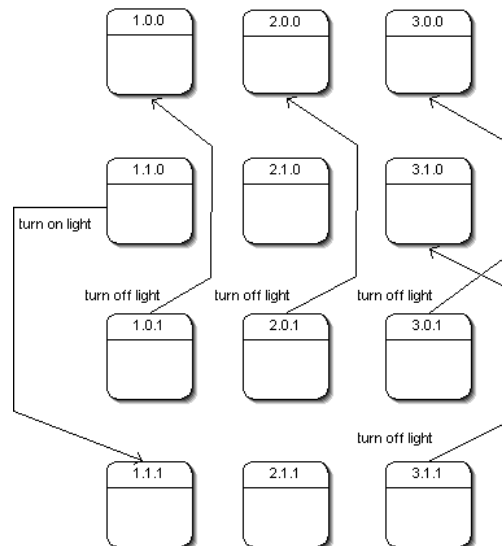 1.0.0
2.0.0
3.0.0
1.1.0
2.1.0
3.1.0
turn on light
turn off light
turn off light
turn off light
1.0.1
2.0.1
3.0.1
turn off light
1.1.1
2.1.1
3.1.1